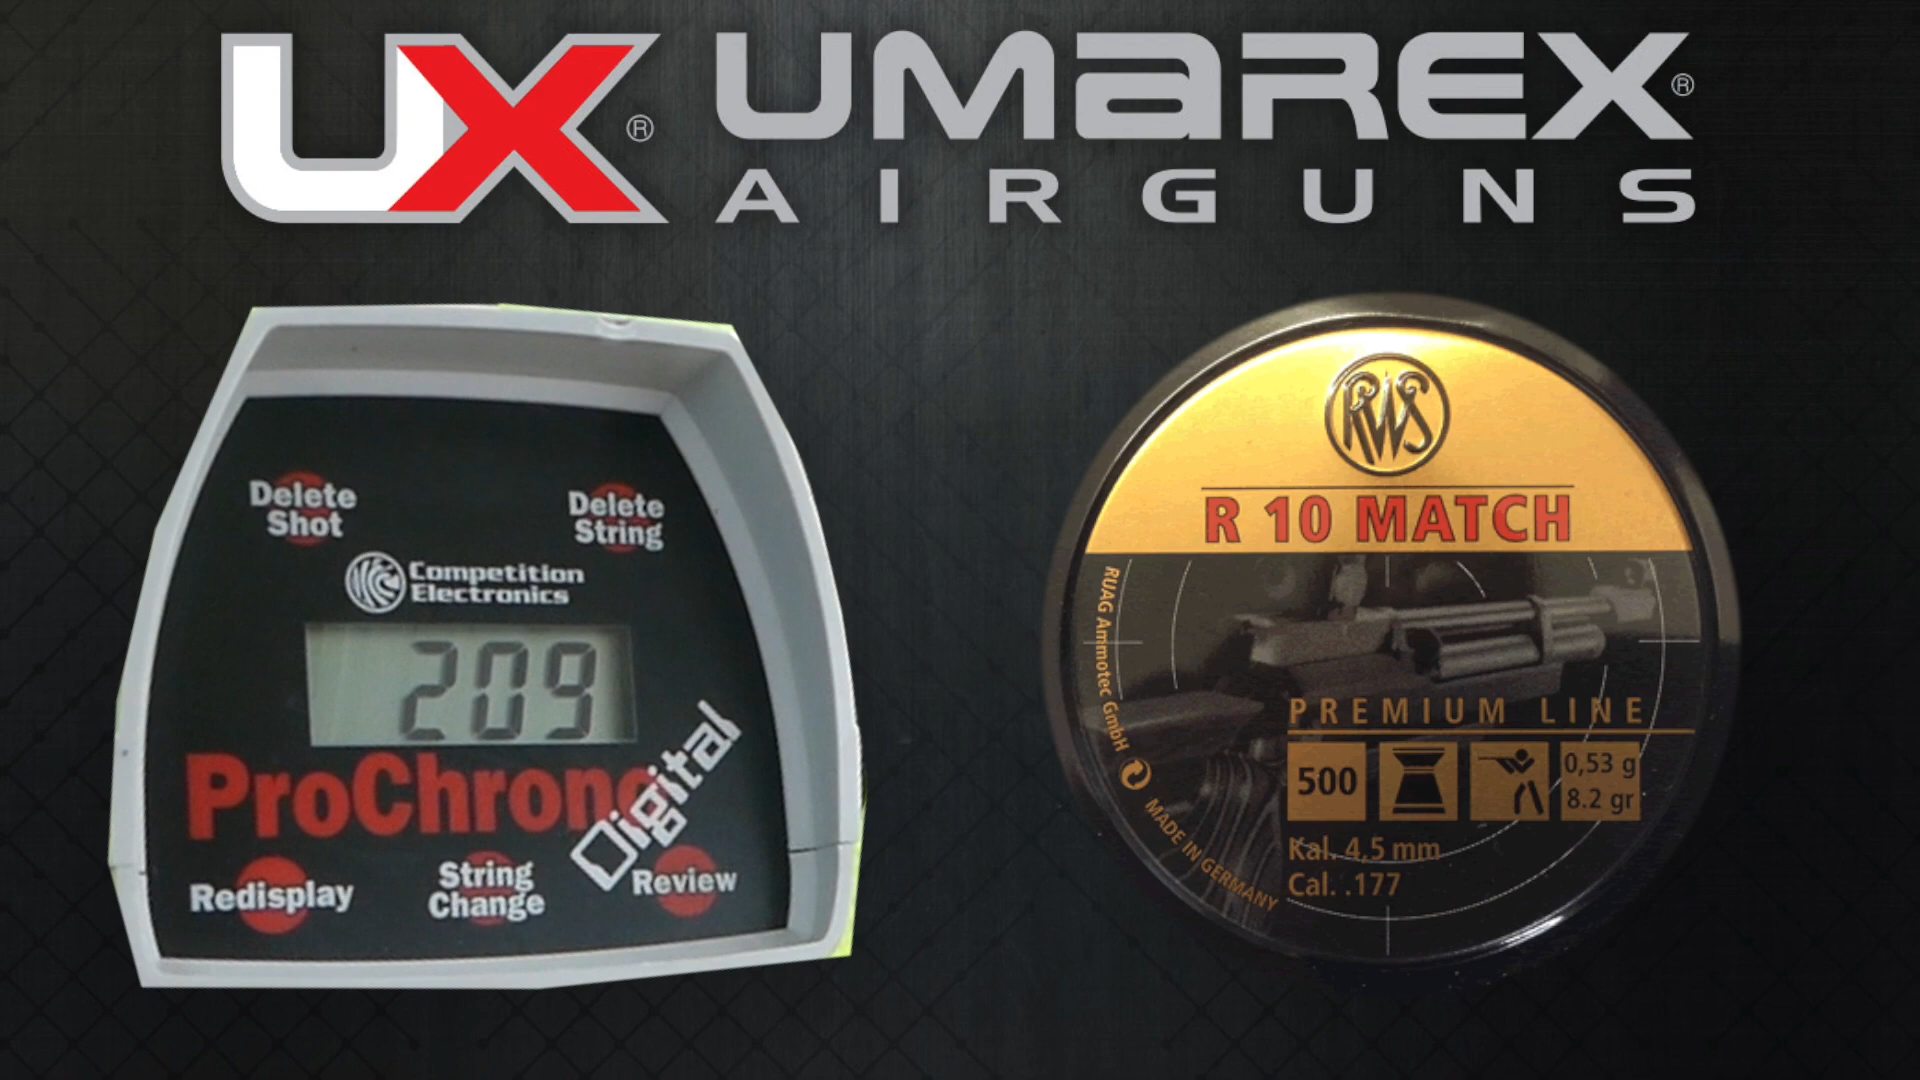 UX® UMAREX®
AIRGUNS
Delete
Shot
Delete
String
Competition
Electronics
209
ProChrono
Digital
Redisplay
String
Change
Review
RWS
R 10 MATCH
RUAG Ammotec GmbH
MADE IN GERMANY
PREMIUM LINE
500
0,53 g
8.2 gr
Kal. 4,5 mm
Cal. .177